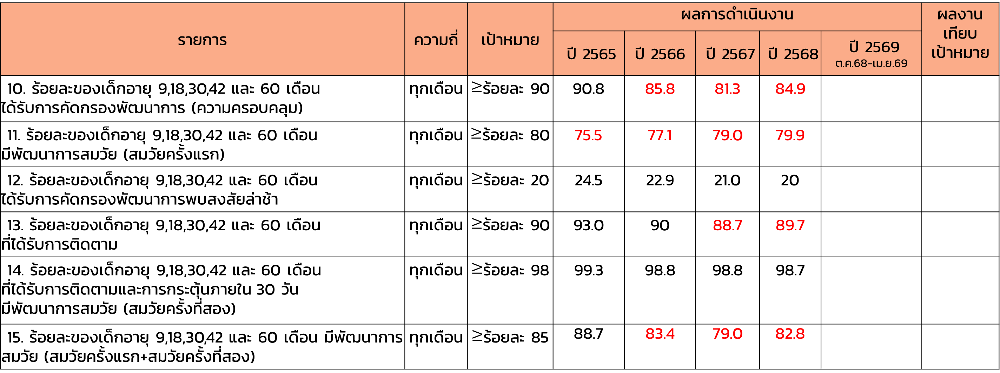 รายการ
ความถี่
เป้าหมาย
ผลการดำเนินงาน
ผลงาน
เทียบ
เป้าหมาย
ปี 2565
ปี 2566
ปี 2567
ปี 2568
ปี 2569
ต.ค.68-เม.ย.69
10. ร้อยละของเด็กอายุ 9,18,30,42 และ 60 เดือน
ได้รับการคัดกรองพัฒนาการ (ความครอบคลุม)
ทุกเดือน
≥ร้อยละ 90
90.8
85.8
81.3
84.9
11. ร้อยละของเด็กอายุ 9,18,30,42 และ 60 เดือน
มีพัฒนาการสมวัย (สมวัยครั้งแรก)
ทุกเดือน
≥ร้อยละ 80
75.5
77.1
79.0
79.9
12. ร้อยละของเด็กอายุ 9,18,30,42 และ 60 เดือน
ได้รับการคัดกรองพัฒนาการพบสงสัยล่าช้า
ทุกเดือน
≥ร้อยละ 20
24.5
22.9
21.0
20
13. ร้อยละของเด็กอายุ 9,18,30,42 และ 60 เดือน
ที่ได้รับการติดตาม
ทุกเดือน
≥ร้อยละ 90
93.0
90
88.7
89.7
14. ร้อยละของเด็กอายุ 9,18,30,42 และ 60 เดือน
ที่ได้รับการติดตามและการกระตุ้นภายใน 30 วัน
มีพัฒนาการสมวัย (สมวัยครั้งที่สอง)
ทุกเดือน
≥ร้อยละ 98
99.3
98.8
98.8
98.7
15. ร้อยละของเด็กอายุ 9,18,30,42 และ 60 เดือน มีพัฒนาการ
สมวัย (สมวัยครั้งแรก+สมวัยครั้งที่สอง)
ทุกเดือน
≥ร้อยละ 85
88.7
83.4
79.0
82.8